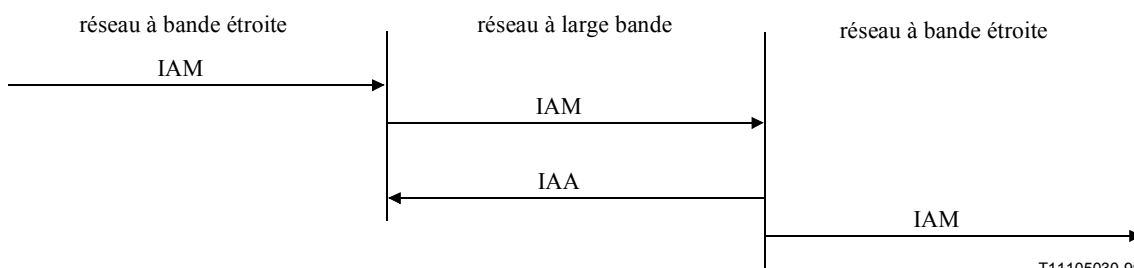 réseau à bande étroite
réseau à large bande
réseau à bande étroite
IAM
IAM
IAA
IAM